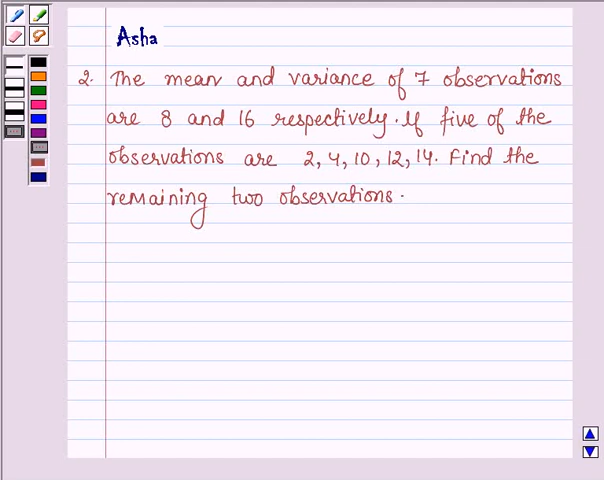 Asha
2. The mean and variance of 7 observations
are 8 and 16 respectively. If five of the
observations are 2, 4, 10, 12, 14. Find the
remaining two observations.